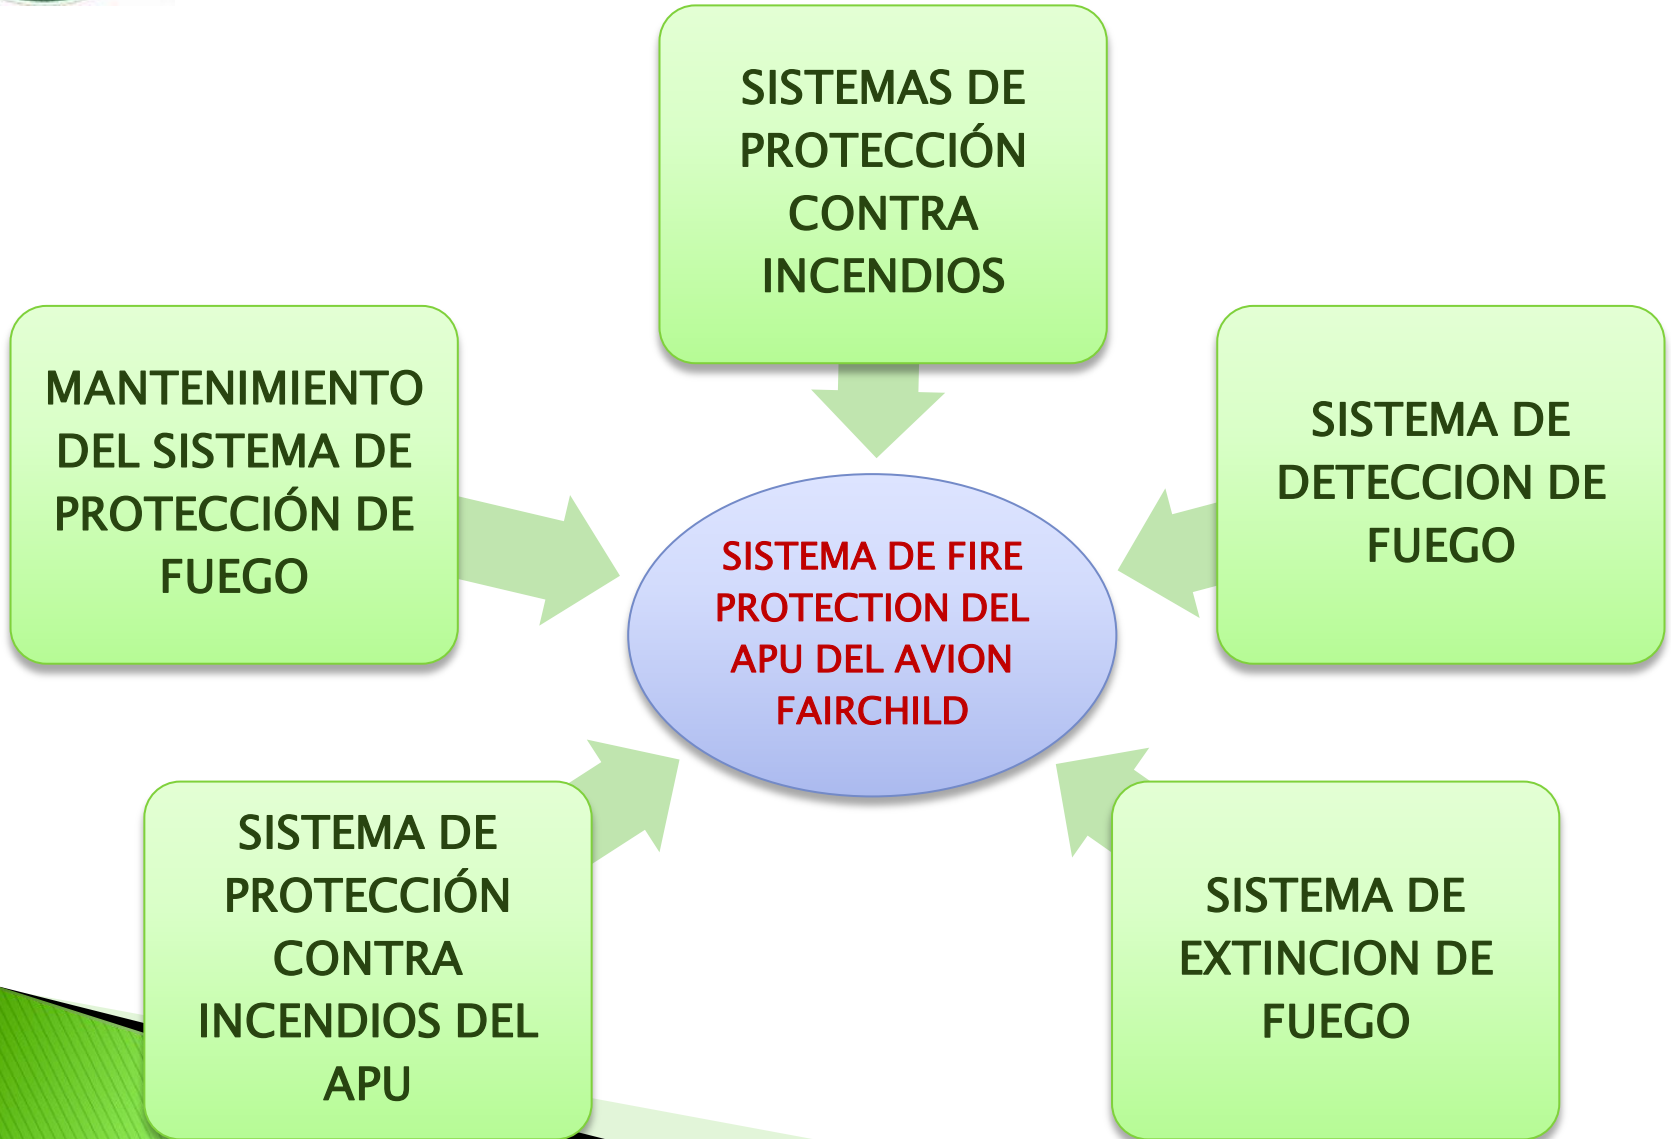 SISTEMAS DE
PROTECCIÓN
CONTRA
INCENDIOS
MANTENIMIENTO
DEL SISTEMA DE
PROTECCIÓN DE
FUEGO
SISTEMA DE
DETECCION DE
FUEGO
SISTEMA DE FIRE
PROTECTION DEL
APU DEL AVION
FAIRCHILD
SISTEMA DE
PROTECCIÓN
CONTRA
INCENDIOS DEL
APU
SISTEMA DE
EXTINCION DE
FUEGO